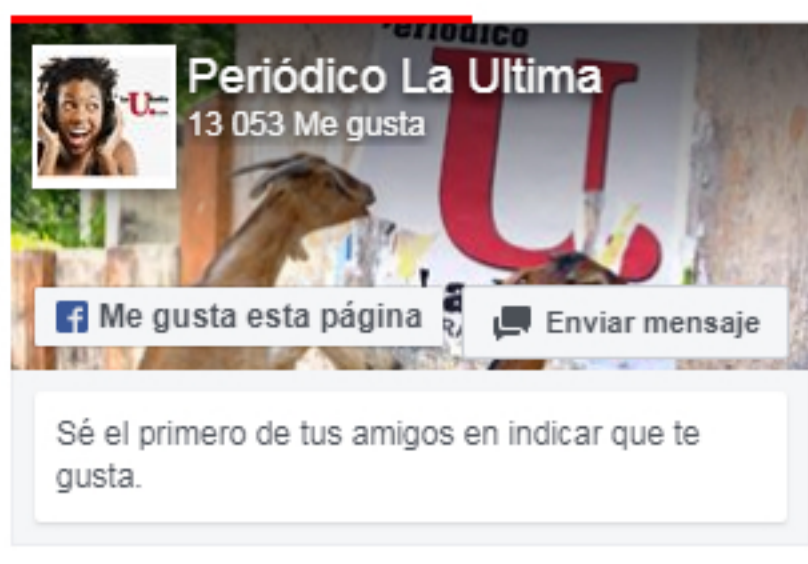 Periódico
Periódico La Ultima
13 053 Me gusta
U.
U.
Me gusta esta página
Enviar mensaje
Sé el primero de tus amigos en indicar que te
gusta.